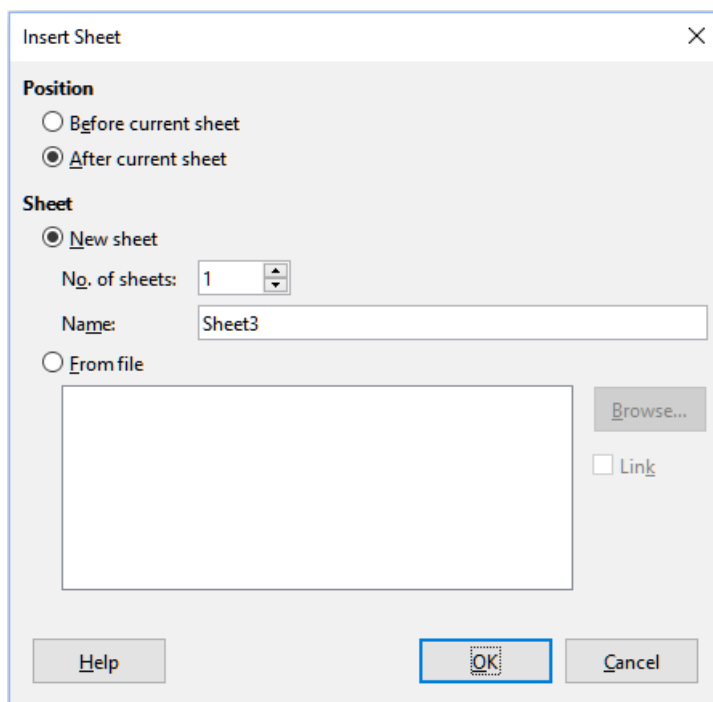 Insert Sheet
Position
Before current sheet
After current sheet
Sheet
New sheet
No. of sheets: 1
Name: Sheet3
From file
Browse...
Link
Help OK Cancel